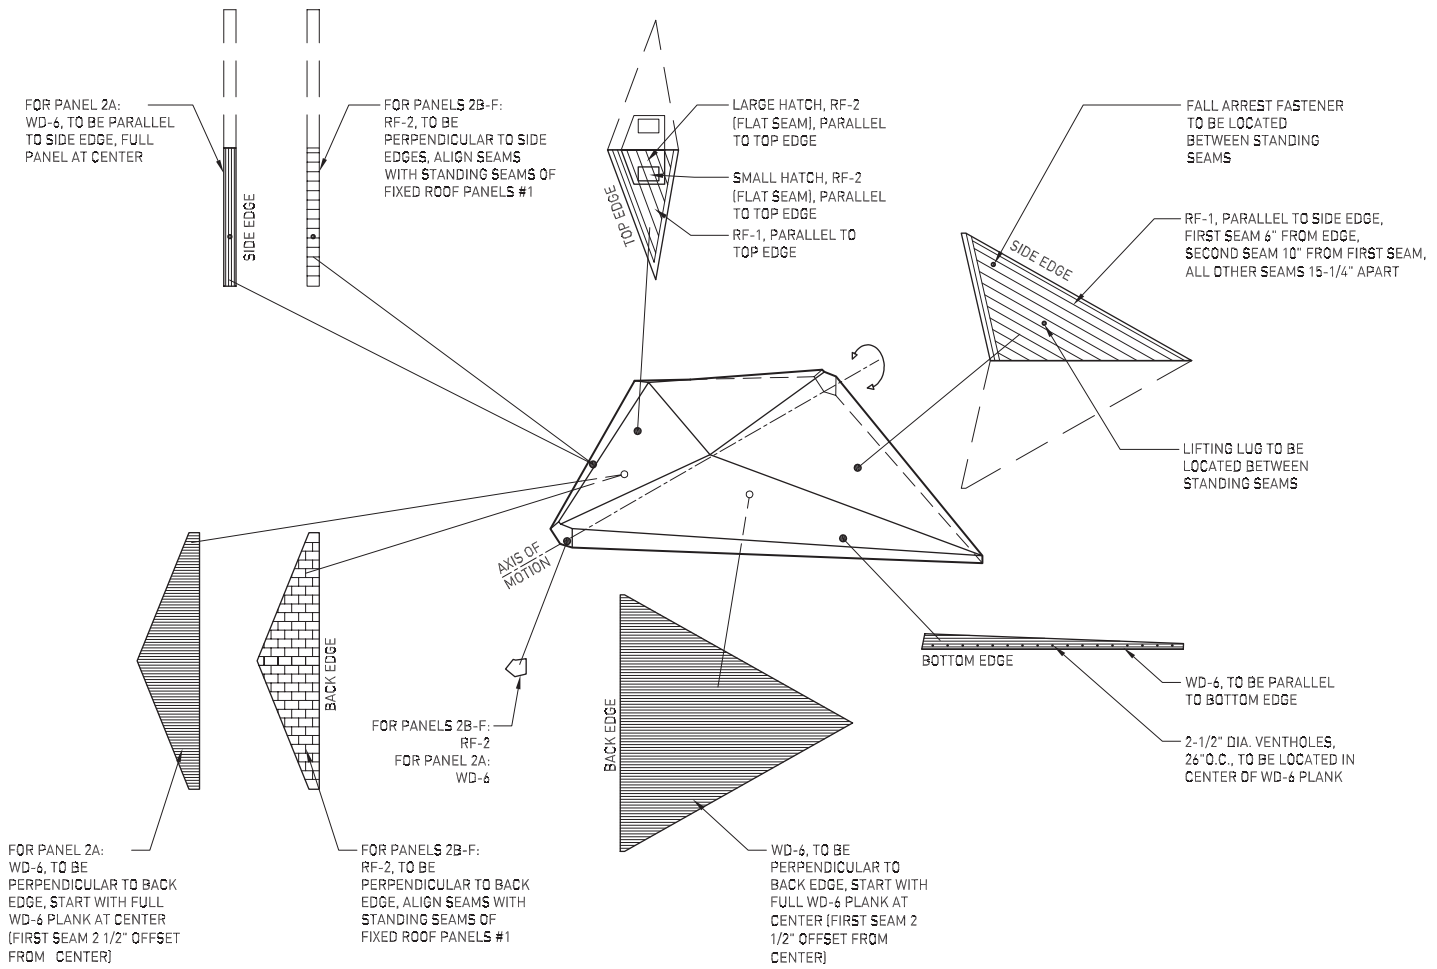 FOR PANEL 2A:
WD-6, TO BE PARALLEL
TO SIDE EDGE, FULL
PANEL AT CENTER
SIDE EDGE
FOR PANELS 2B-F:
RF-2, TO BE
PERPENDICULAR TO SIDE
EDGES, ALIGN SEAMS
WITH STANDING SEAMS OF
FIXED ROOF PANELS #1
TOP EDGE
LARGE HATCH, RF-2
(FLAT SEAM), PARALLEL
TO TOP EDGE
SMALL HATCH, RF-2
(FLAT SEAM), PARALLEL
TO TOP EDGE
RF-1, PARALLEL TO
TOP EDGE
FALL ARREST FASTENER
TO BE LOCATED
BETWEEN STANDING
SEAMS
SIDE EDGE
RF-1, PARALLEL TO SIDE EDGE,
FIRST SEAM 6" FROM EDGE,
SECOND SEAM 10" FROM FIRST SEAM,
ALL OTHER SEAMS 15-1/4" APART
LIFTING LUG TO BE
LOCATED BETWEEN
STANDING SEAMS
AXIS OF
MOTION
BOTTOM EDGE
WD-6, TO BE PARALLEL
TO BOTTOM EDGE
2-1/2" DIA. VENTHOLES,
26"O.C., TO BE LOCATED IN
CENTER OF WD-6 PLANK
BACK EDGE
FOR PANELS 2B-F:
RF-2
FOR PANEL 2A:
WD-6
BACK EDGE
FOR PANEL 2A:
WD-6, TO BE
PERPENDICULAR TO BACK
EDGE, START WITH FULL
WD-6 PLANK AT CENTER
(FIRST SEAM 2 1/2" OFFSET
FROM CENTER)
FOR PANELS 2B-F:
RF-2, TO BE
PERPENDICULAR TO BACK
EDGE, ALIGN SEAMS WITH
STANDING SEAMS OF
FIXED ROOF PANELS #1
WD-6, TO BE
PERPENDICULAR TO
BACK EDGE, START WITH
FULL WD-6 PLANK AT
CENTER (FIRST SEAM 2
1/2" OFFSET FROM
CENTER)